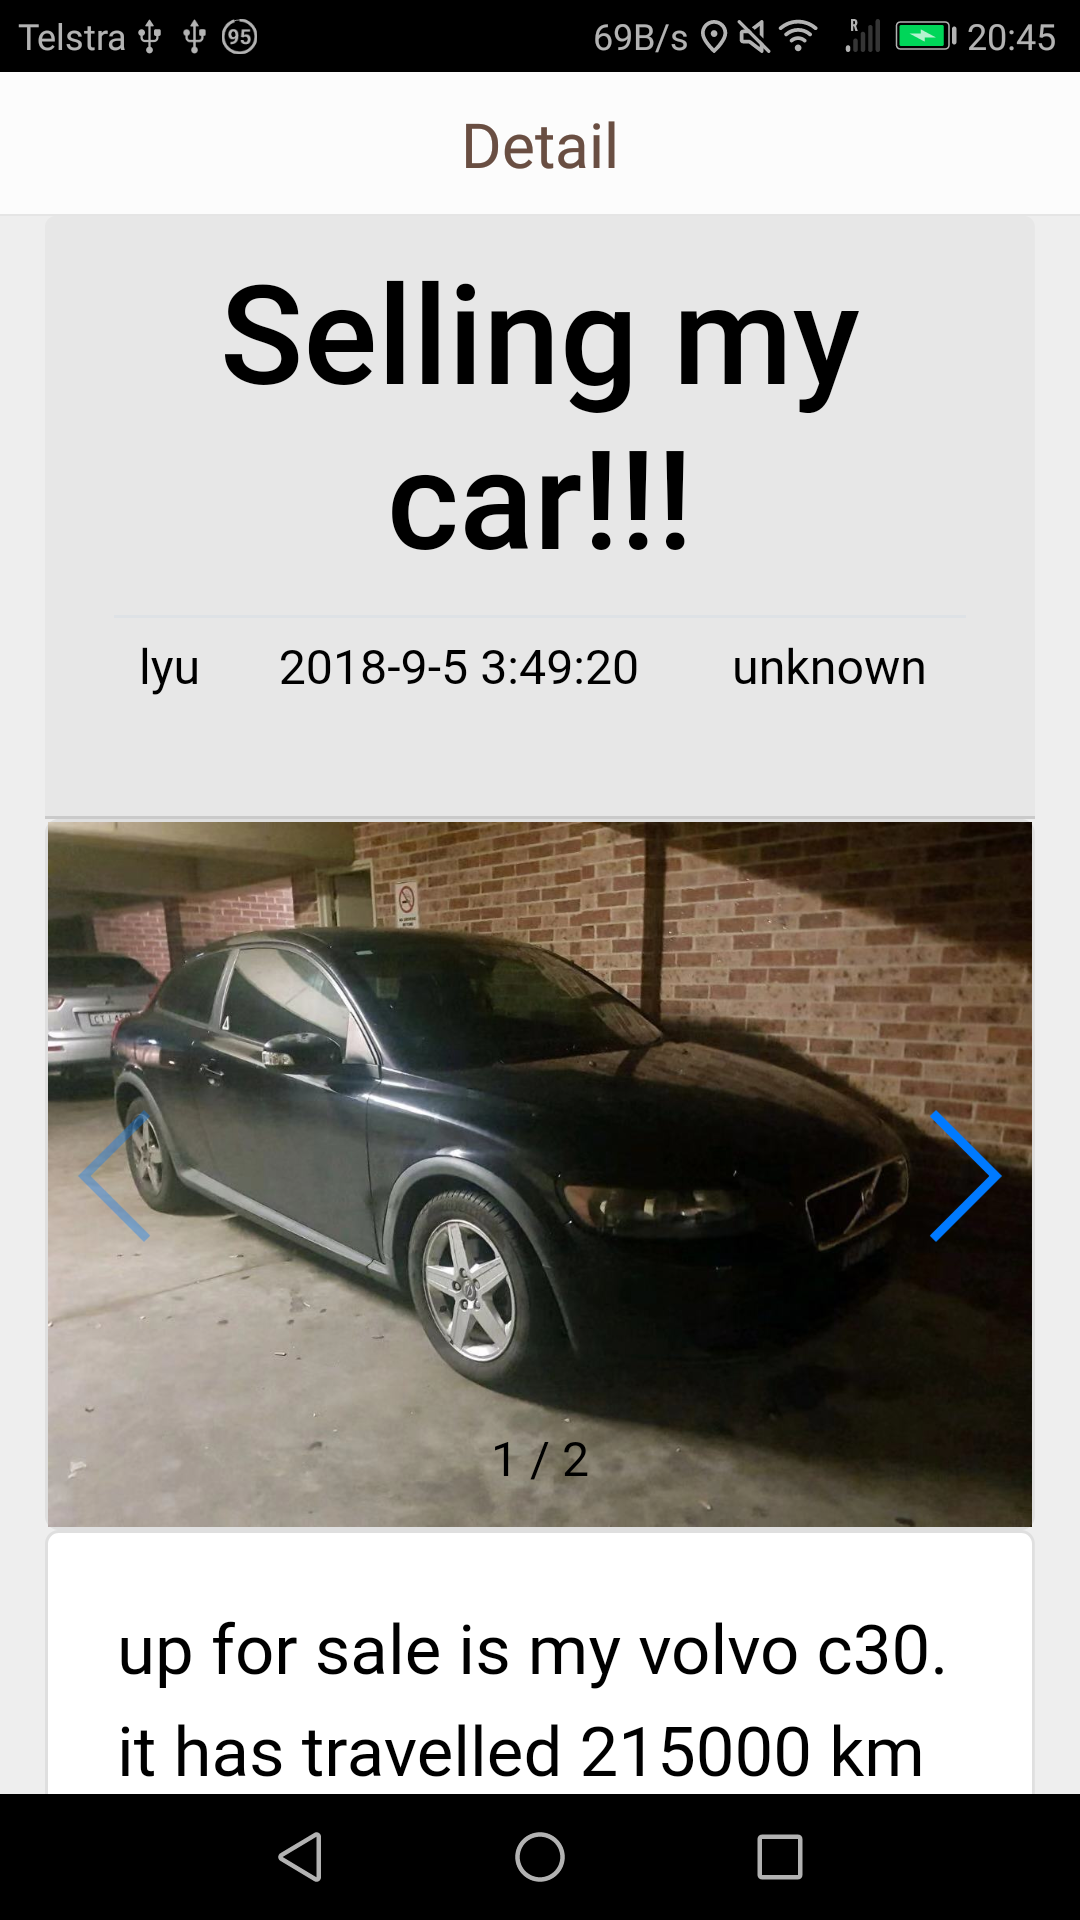 Telstra 95 69B/s R 20:45
Detail
Selling my
car!!!
lyu 2018-9-5 3:49:20 unknown
1 / 2
up for sale is my volvo c30.
it has travelled 215000 km